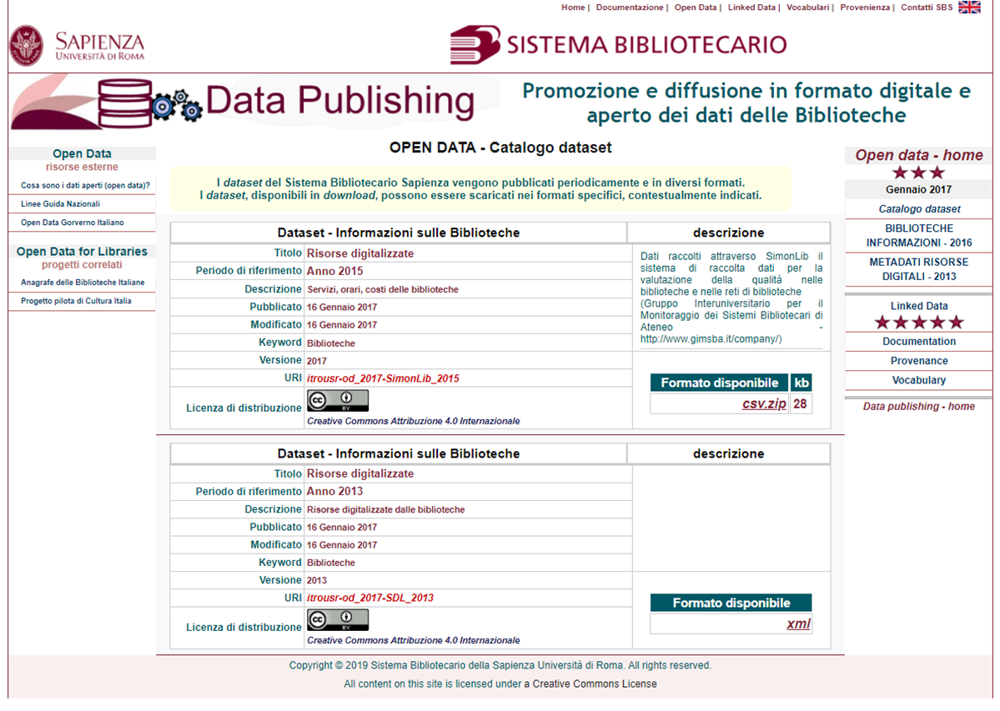 Home | Documentazione | Open Data | Linked Data | Vocabulari | Provenienza | Contatti SBS
SAPIENZA
UNIVERSITÀ DI ROMA
SISTEMA BIBLIOTECARIO
Data Publishing
Promozione e diffusione in formato digitale e
aperto dei dati delle Biblioteche
Open Data
risorse esterne
Cosa sono i dati aperti (open data)?
Linee Guida Nazionali
Open Data Gorverno Italiano
Open Data for Libraries
progetti correlati
Anagrafe delle Biblioteche Italiane
Progetto pilota di Cultura Italia
OPEN DATA - Catalogo dataset
I dataset del Sistema Bibliotecario Sapienza vengono pubblicati periodicamente e in diversi formati.
I dataset, disponibili in download, possono essere scaricati nei formati specifici, contestualmente indicati.
Dataset - Informazioni sulle Biblioteche
Titolo Risorse digitalizzate
Periodo di riferimento Anno 2015
Descrizione Servizi, orari, costi delle biblioteche
Pubblicato 16 Gennaio 2017
Modificato 16 Gennaio 2017
Keyword Biblioteche
Versione 2017
URI itrousr-od_2017-SimonLib_2015
Licenza di distribuzione
cc BY
Creative Commons Attribuzione 4.0 Internazionale
descrizione
Dati raccolti attraverso SimonLib il
sistema di raccolta dati per la
valutazione della qualità nelle
biblioteche e nelle reti di biblioteche
(Gruppo Interuniversitario per il
Monitoraggio dei Sistemi Bibliotecari di
Ateneo -
http://www.gimsba.it/company/)
Formato disponibile kb
csv.zip 28
Dataset - Informazioni sulle Biblioteche
Titolo Risorse digitalizzate
Periodo di riferimento Anno 2013
Descrizione Risorse digitalizzate dalle biblioteche
Pubblicato 16 Gennaio 2017
Modificato 16 Gennaio 2017
Keyword Biblioteche
Versione 2013
URI itrousr-od_2017-SDL_2013
Licenza di distribuzione
cc BY
Creative Commons Attribuzione 4.0 Internazionale
descrizione
Formato disponibile
xml
Open data - home
Gennaio 2017
Catalogo dataset
BIBLIOTECHE
INFORMAZIONI - 2016
METADATI RISORSE
DIGITALI - 2013
Linked Data
Documentation
Provenance
Vocabulary
Data publishing - home
Copyright © 2019 Sistema Bibliotecario della Sapienza Università di Roma. All rights reserved.
All content on this site is licensed under a Creative Commons License